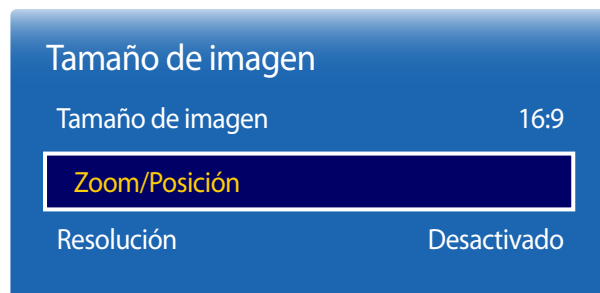 Tamaño de imagen
Tamaño de imagen 16:9
Zoom/Posición
Resolución Desactivado